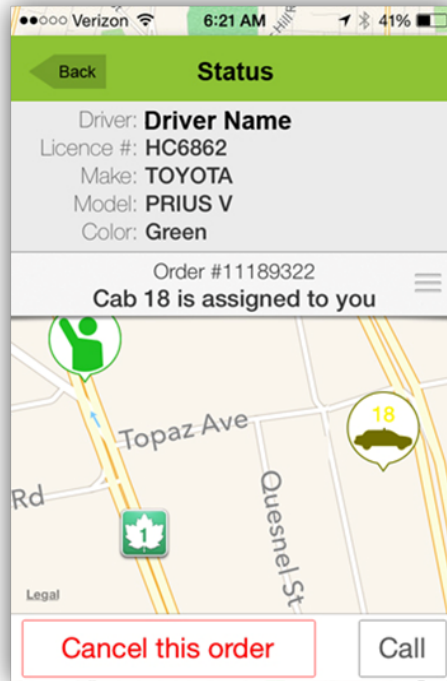 Verizon 6:21 AM 41%
Back Status
Driver: Driver Name
Licence #: HC6862
Make: TOYOTA
Model: PRIUS V
Color: Green
Order #11189322
Cab 18 is assigned to you
18
Topaz Ave
Rd
Quesnel St
1
Legal
Cancel this order Call